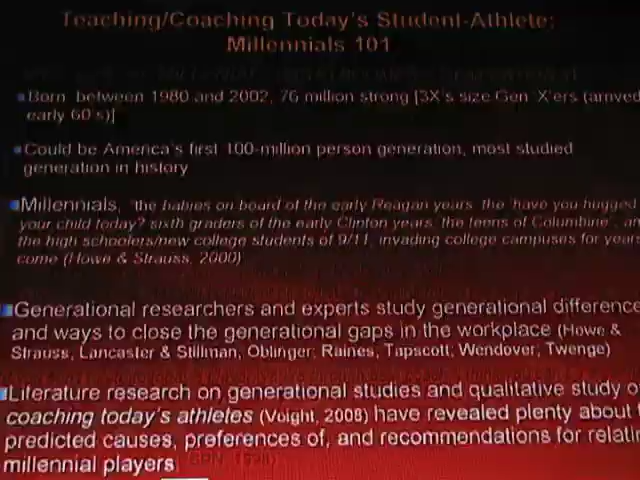 Teaching/Coaching Today's Student-Athlete:
Millennials 101
Born between 1980 and 2002, 76 million strong [3X's size Gen X'ers (arrived
early 60's)]
Could be America's first 100-million person generation, most studied
generation in history
Millennials, "the babies on board of the early Reagan years, the 'have you hugged
your child today?' sixth graders of the early Clinton years, the teens of Columbine", an
the high schoolers/new college students of 9/11, invading college campuses for years
come (Howe & Strauss, 2000)
Generational researchers and experts study generational difference
and ways to close the generational gaps in the workplace (Howe &
Strauss, Lancaster & Stillman, Oblinger, Raines, Tapscott, Wendover, Twenge)
Literature research on generational studies and qualitative study o
coaching today's athletes (Voight, 2008) have revealed plenty about t
predicted causes, preferences of, and recommendations for relatin
millennial players